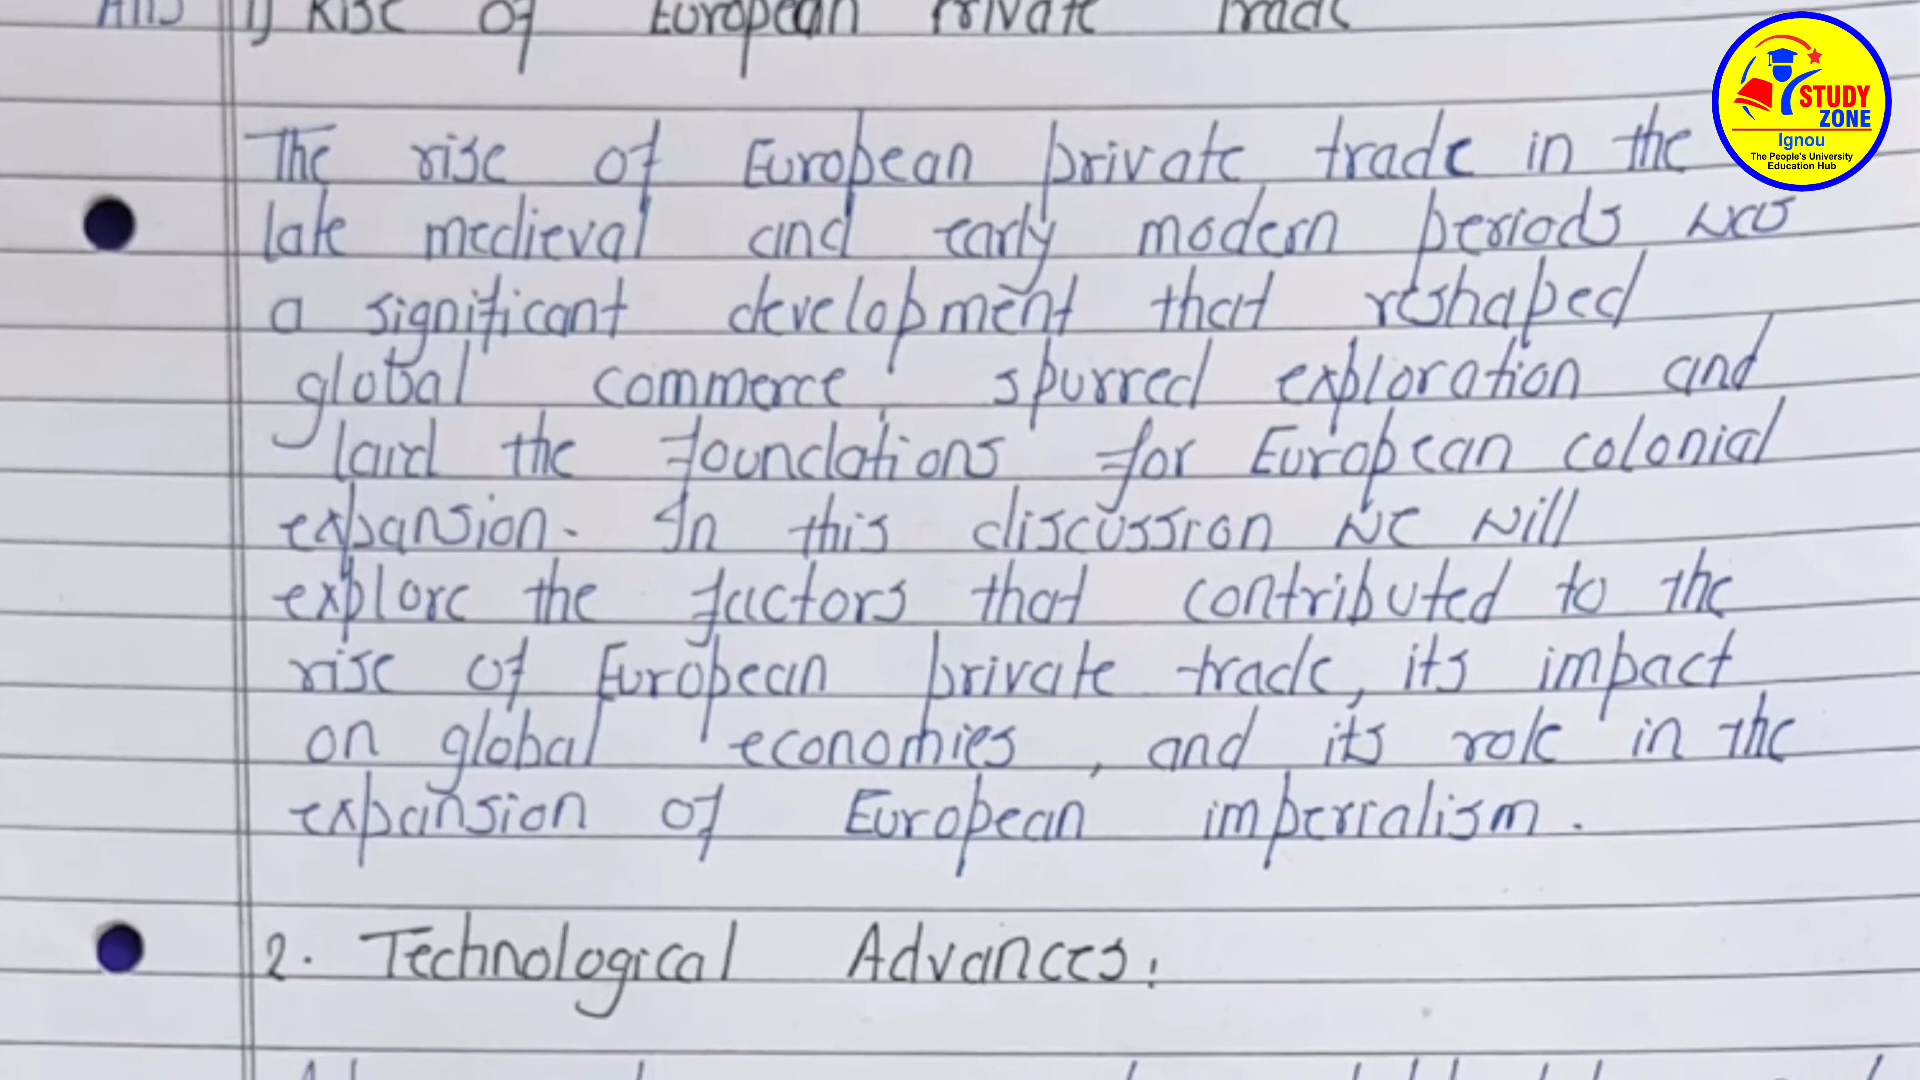 Ans 1) Rise of European Private Trade
The rise of European private trade in the
late medieval and early modern periods was
a significant development that reshaped
global commerce, spurred exploration and
laid the foundations for European colonial
expansion. In this discussion we will
explore the factors that contributed to the
rise of European private trade, its impact
on global economies, and its role in the
expansion of European imperialism.
2. Technological Advances:
STUDY
ZONE
Ignou
The People's University
Education Hub